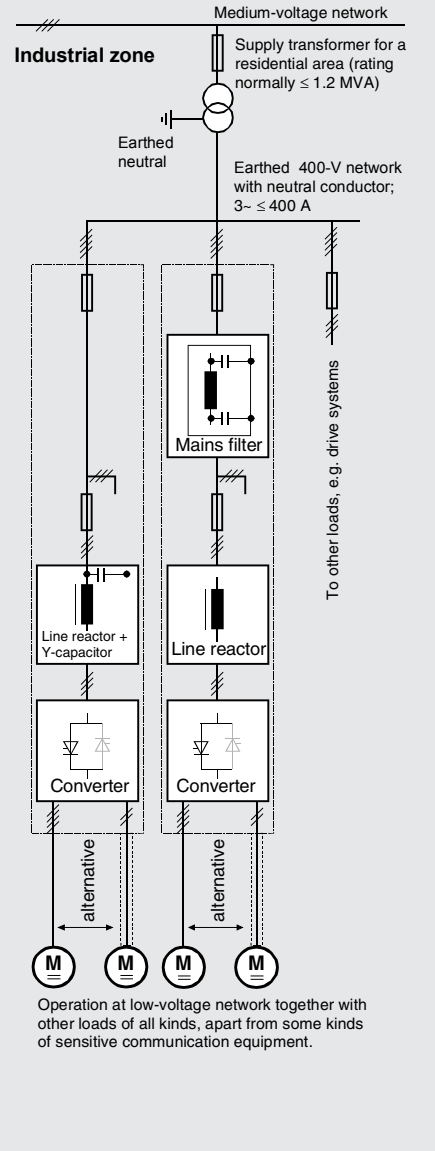 Medium-voltage network
Industrial zone
Supply transformer for a
residential area (rating
normally ≤ 1.2 MVA)
Earthed
neutral
Earthed 400-V network
with neutral conductor;
3~ ≤ 400 A
Mains filter
To other loads, e.g. drive systems
Line reactor +
Y-capacitor
Line reactor
Converter
Converter
alternative
alternative
M
M
M
M
Operation at low-voltage network together with
other loads of all kinds, apart from some kinds
of sensitive communication equipment.